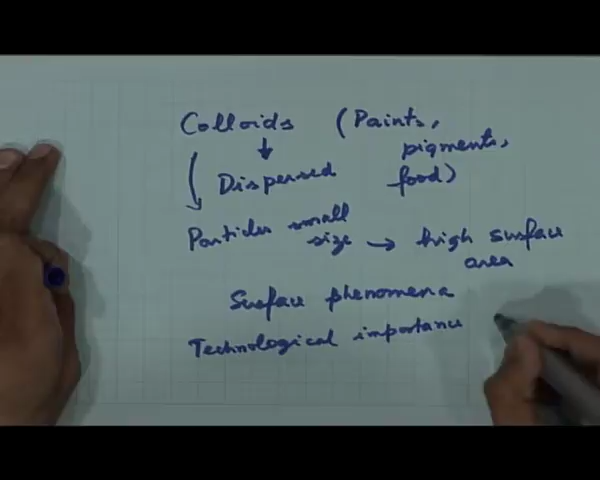 Colloids (Paints,
pigments,
Dispersed food)
Particles small
size → high surface
area
Surface phenomena
Technological importance